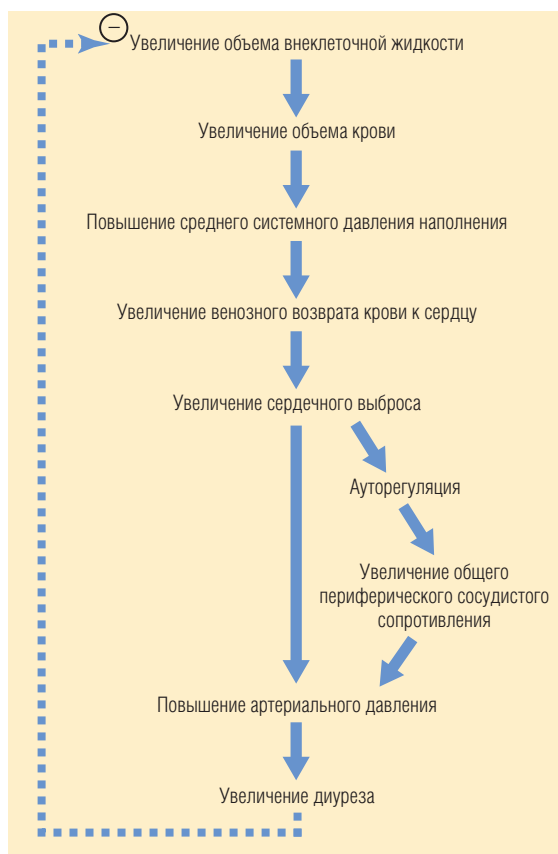 −
Увеличение объема внеклеточной жидкости
Увеличение объема крови
Повышение среднего системного давления наполнения
Увеличение венозного возврата крови к сердцу
Увеличение сердечного выброса
Ауторегуляция
Увеличение общего
периферического сосудистого
сопротивления
Повышение артериального давления
Увеличение диуреза